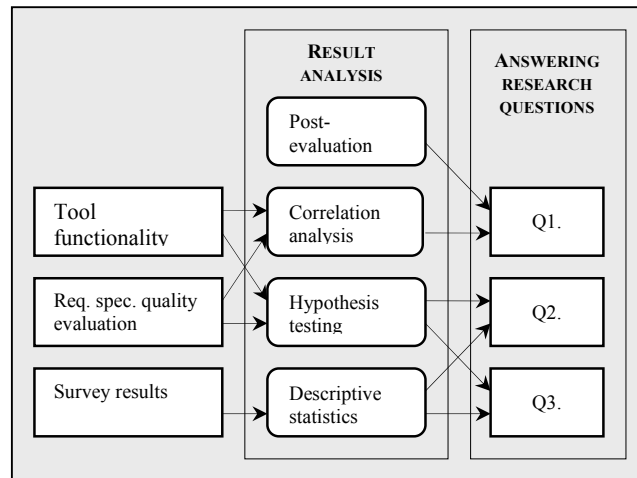 RESULT
ANALYSIS
ANSWERING
RESEARCH
QUESTIONS
Post-
evaluation
Tool
functionality
Correlation
analysis
Q1.
Req. spec. quality
evaluation
Hypothesis
testing
Q2.
Survey results
Descriptive
statistics
Q3.